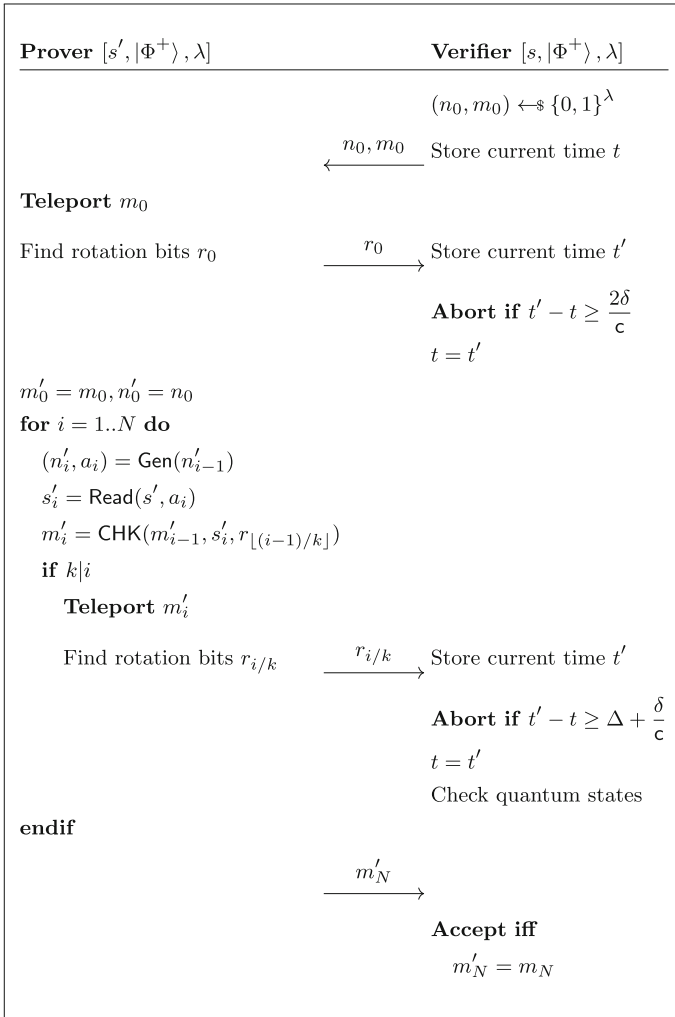 Prover [s′, |Φ⁺⟩, λ] Verifier [s, |Φ⁺⟩, λ]
(n₀, m₀) ←$ {0, 1}^λ
n₀, m₀ Store current time t
Teleport m₀
Find rotation bits r₀ r₀ Store current time t′
Abort if t′ − t ≥ 2δ/c
t = t′
m′₀ = m₀, n′₀ = n₀
for i = 1..N do
(n′ᵢ, aᵢ) = Gen(n′ᵢ₋₁)
s′ᵢ = Read(s′, aᵢ)
m′ᵢ = CHK(m′ᵢ₋₁, s′ᵢ, r_⌊(i−1)/k⌋)
if k|i
Teleport m′ᵢ
Find rotation bits r_{i/k} r_{i/k} Store current time t′
Abort if t′ − t ≥ Δ + δ/c
t = t′
Check quantum states
endif
m′_N
Accept iff
m′_N = m_N